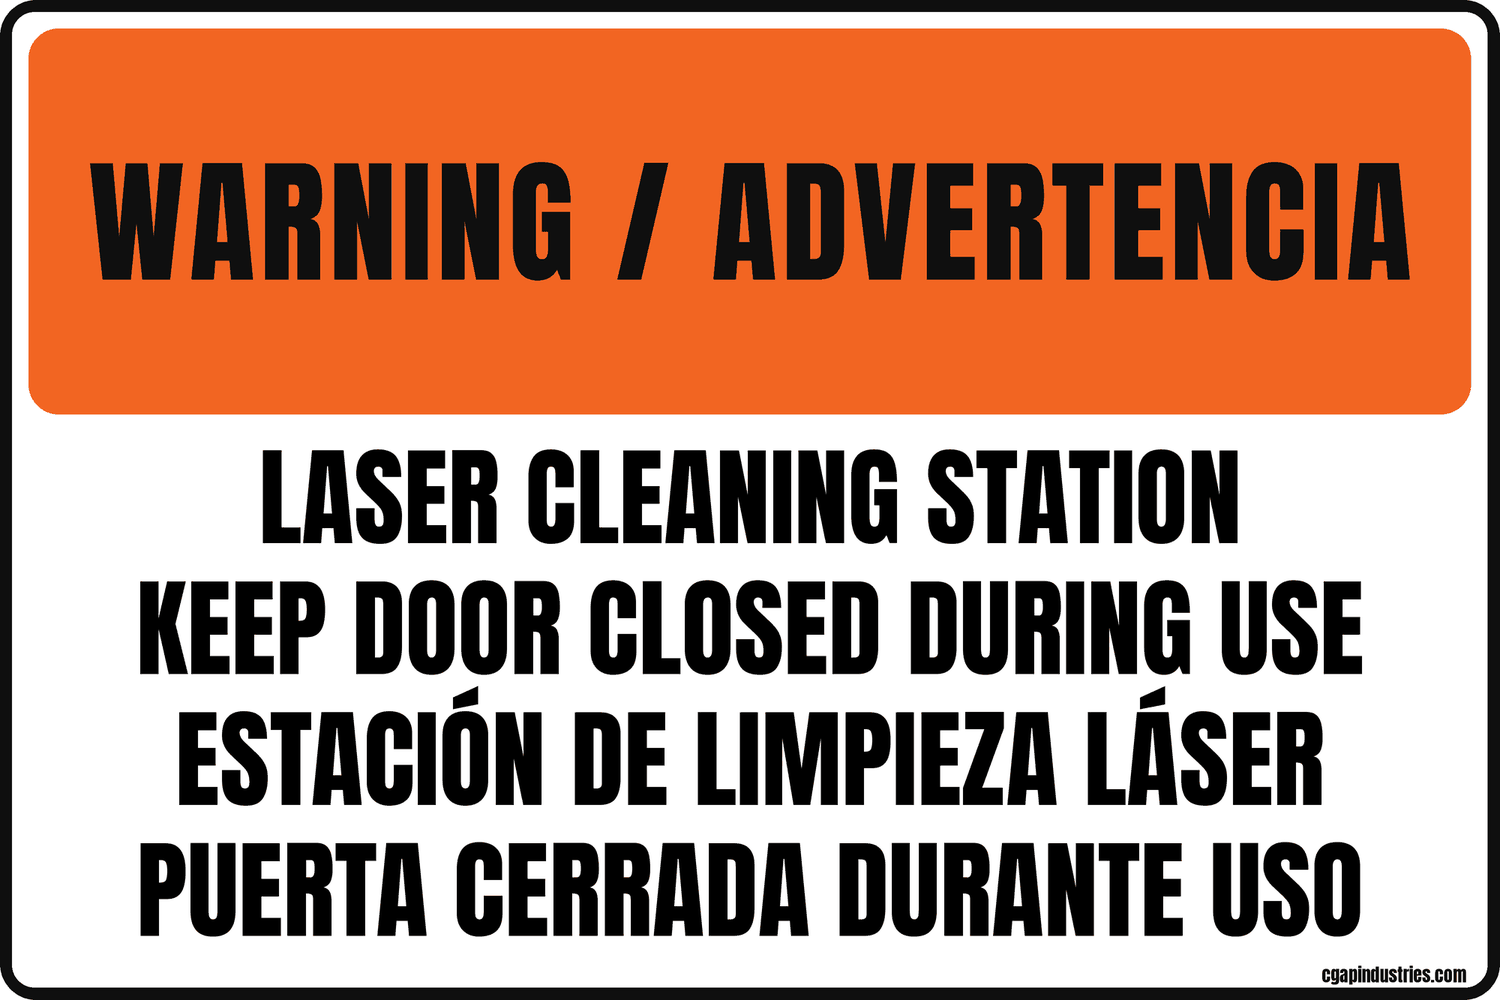 WARNING / ADVERTENCIA
LASER CLEANING STATION
KEEP DOOR CLOSED DURING USE
ESTACIÓN DE LIMPIEZA LÁSER
PUERTA CERRADA DURANTE USO
cgapindustries.com